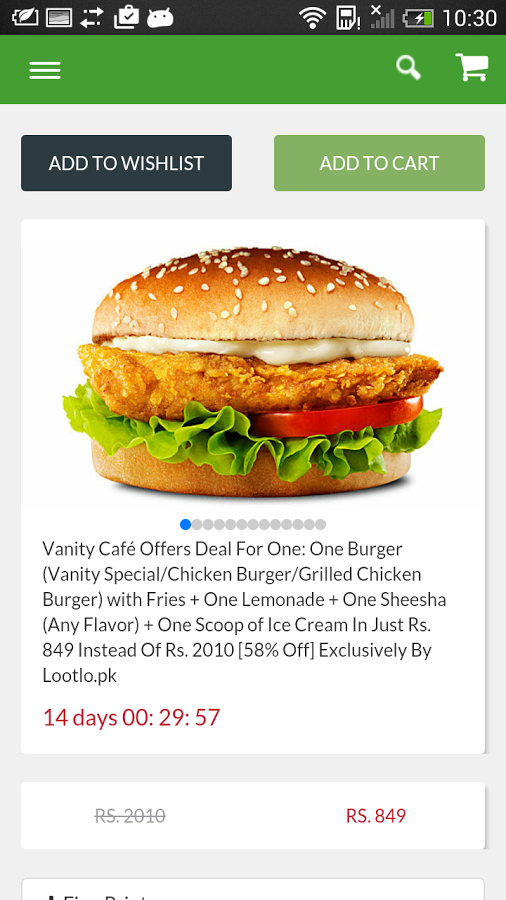 10:30
ADD TO WISHLIST
ADD TO CART
Vanity Café Offers Deal For One: One Burger
(Vanity Special/Chicken Burger/Grilled Chicken
Burger) with Fries + One Lemonade + One Sheesha
(Any Flavor) + One Scoop of Ice Cream In Just Rs.
849 Instead Of Rs. 2010 [58% Off] Exclusively By
Lootlo.pk
14 days 00: 29: 57
RS. 2010
RS. 849